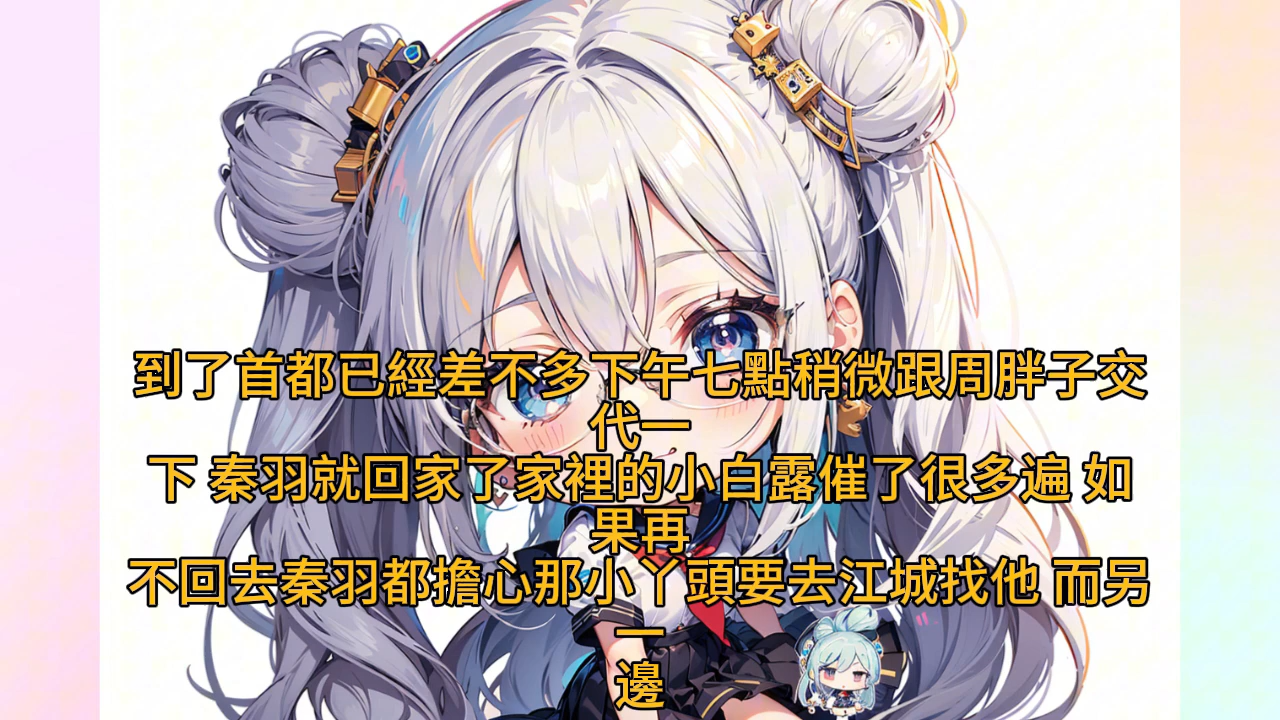 到了首都已經差不多下午七點稍微跟周胖子交
代一
下 秦羽就回家了家裡的小白露催了很多遍 如
果再
不回去秦羽都擔心那小丫頭要去江城找他 而另
一
邊